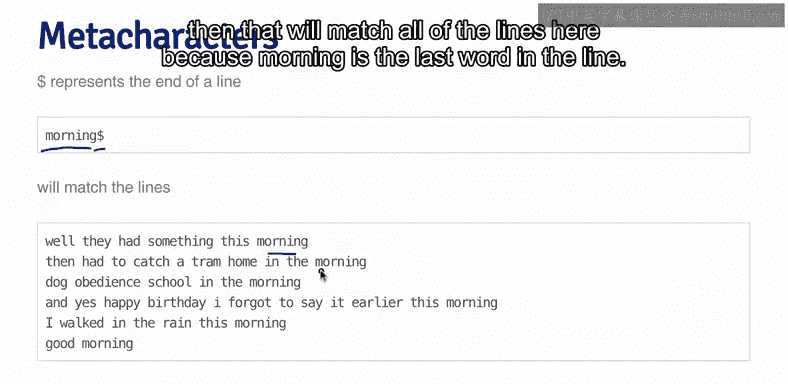 then that will match all of the lines here
because morning is the last word in the line.
Metacharacters
$ represents the end of a line
morning$
will match the lines
well they had something this morning
then had to catch a tram home in the morning
dog obedience school in the morning
and yes happy birthday i forgot to say it earlier this morning
I walked in the rain this morning
good morning